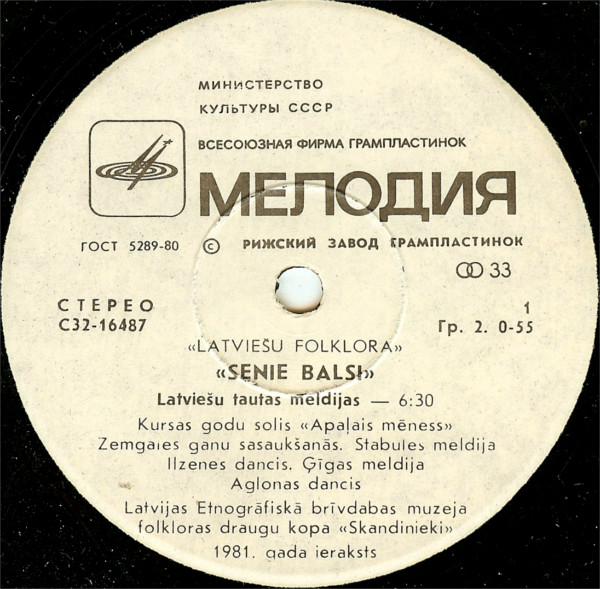 МИНИСТЕРСТВО
КУЛЬТУРЫ СССР
ВСЕСОЮЗНАЯ ФИРМА ГРАМПЛАСТИНОК
МЕЛОДИЯ
ГОСТ 5289-80 © РИЖСКИЙ ЗАВОД ГРАМПЛАСТИНОК
33
СТЕРЕО 1
С32-16487 Гр. 2. 0-55
«LATVIEŠU FOLKLORA»
«SENIE BALSI»
Latviešu tautas meldijas — 6:30
Kursas godu solis «Apaļais mēness»
Zemgales ganu sasaukšanās. Stabules meldija
Ilzenes dancis. Ģīgas meldija
Aglonas dancis
Latvijas Etnogrāfiskā brīvdabas muzeja
folkloras draugu kopa «Skandinieki»
1981. gada ieraksts